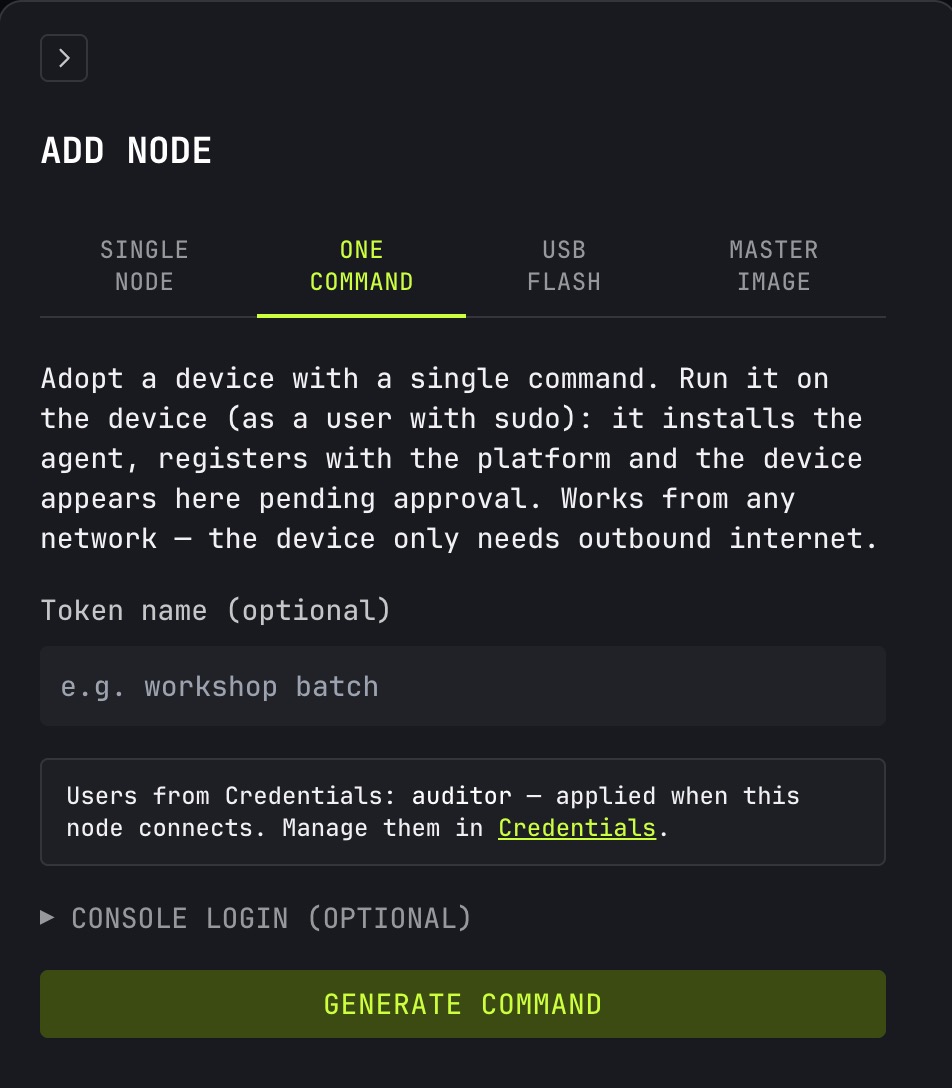 ADD NODE
SINGLE NODE
ONE COMMAND
USB FLASH
MASTER IMAGE
Adopt a device with a single command. Run it on
the device (as a user with sudo): it installs the
agent, registers with the platform and the device
appears here pending approval. Works from any
network — the device only needs outbound internet.
Token name (optional)
e.g. workshop batch
Users from Credentials: auditor — applied when this
node connects. Manage them in Credentials.
CONSOLE LOGIN (OPTIONAL)
GENERATE COMMAND